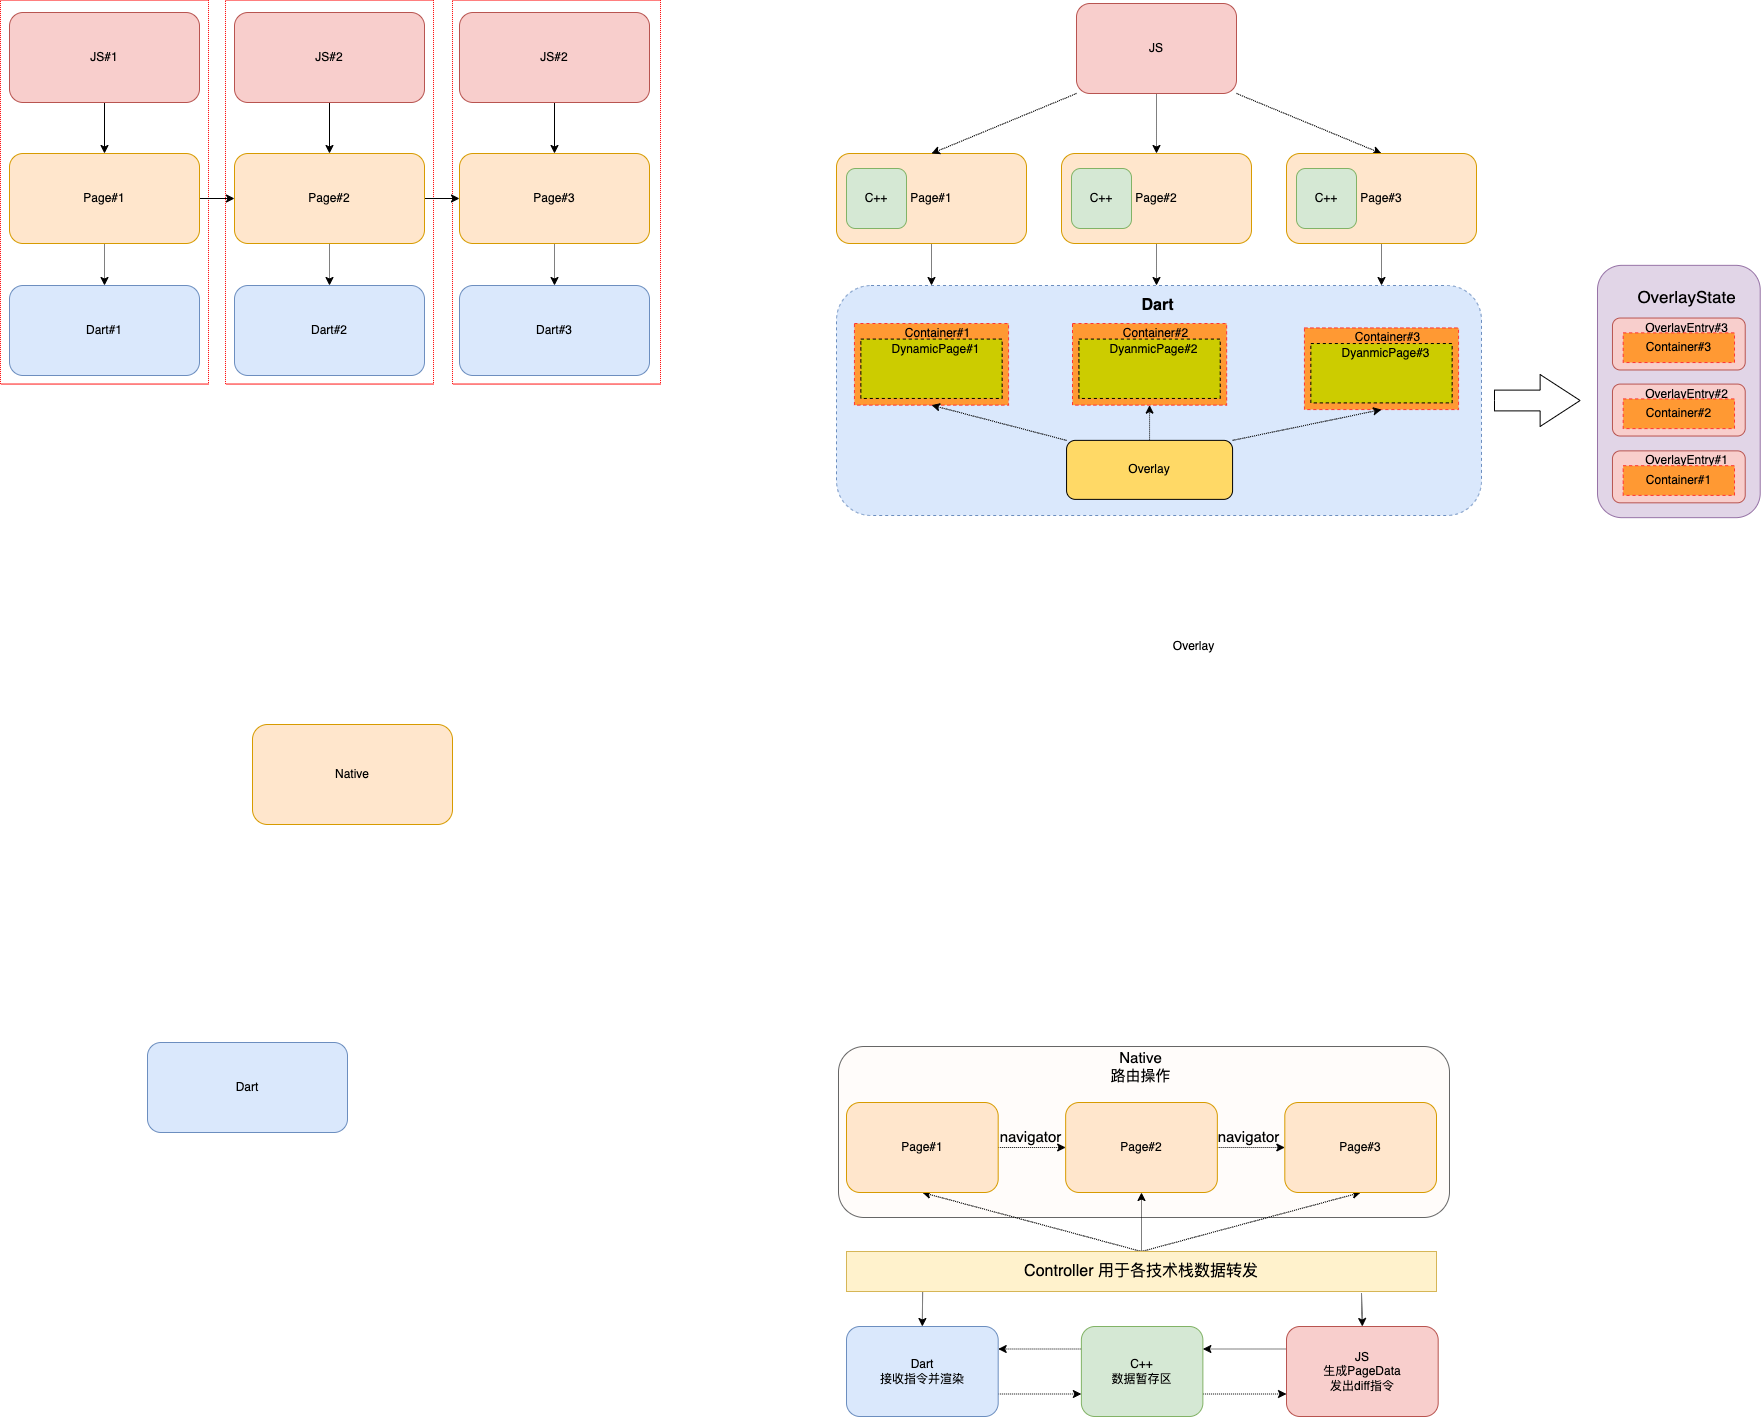 JS#1
JS#2
JS#2
Page#1
Page#2
Page#3
Dart#1
Dart#2
Dart#3
JS
C++
Page#1
C++
Page#2
C++
Page#3
Dart
Container#1
DynamicPage#1
Container#2
DyanmicPage#2
Container#3
DyanmicPage#3
Overlay
OverlayState
OverlayEntry#3
Container#3
OverlayEntry#2
Container#2
OverlayEntry#1
Container#1
Overlay
Native
Dart
Native
路由操作
Page#1
navigator
Page#2
navigator
Page#3
Controller 用于各技术栈数据转发
Dart
接收指令并渲染
C++
数据暂存区
JS
生成PageData
发出diff指令